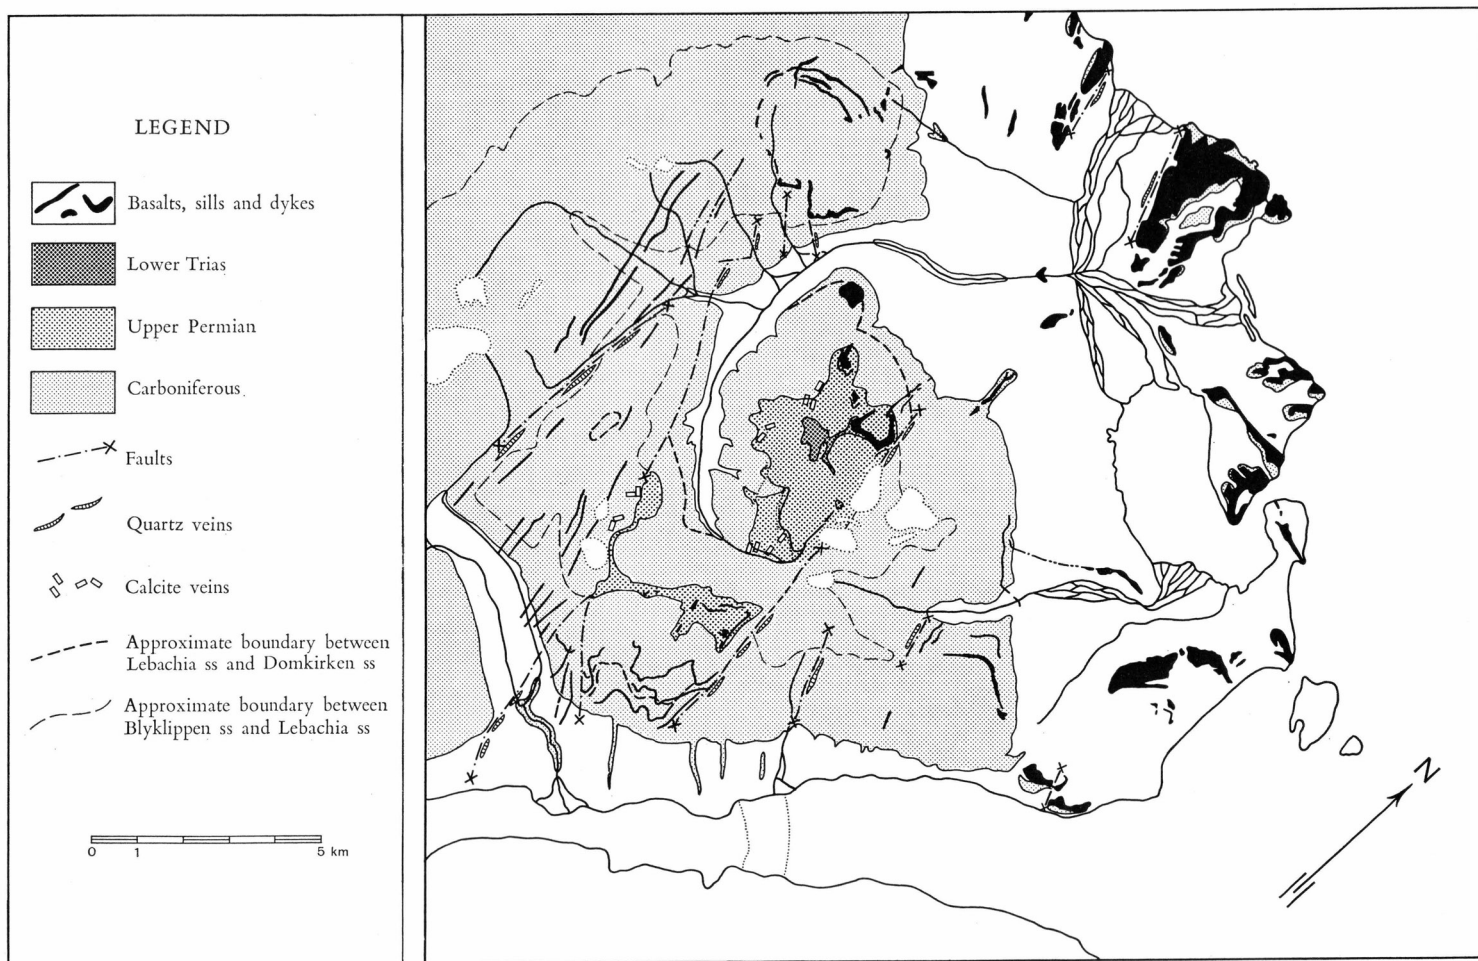 LEGEND
Basalts, sills and dykes
Lower Trias
Upper Permian
Carboniferous
Faults
Quartz veins
Calcite veins
Approximate boundary between
Lebachia ss and Domkirken ss
Approximate boundary between
Blyklippen ss and Lebachia ss
0 1 5 km
N